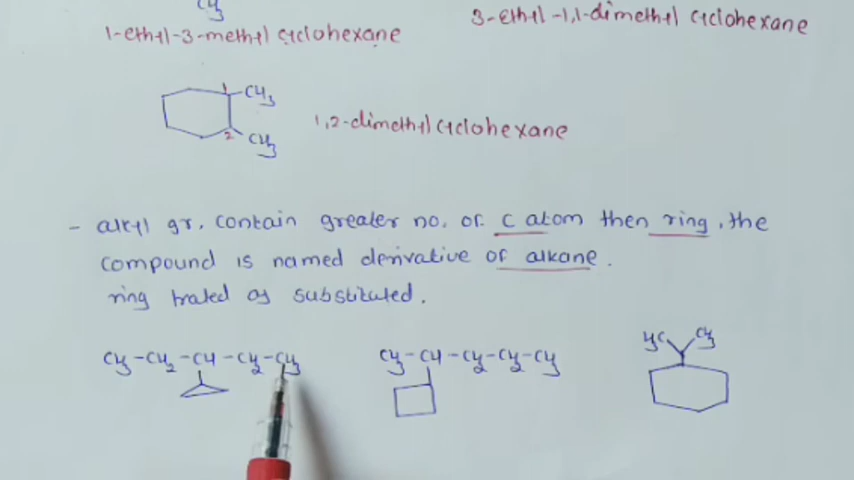 CH3
1-ethyl-3-methyl cyclohexane
3-Ethyl-1,1-dimethyl cyclohexane
1 -CH3
2 CH3
1,2-dimethyl cyclohexane
- alkyl gr. contain greater no. of C atom then ring, the
compound is named derivative of alkane.
ring trated as substituted.
CH3-CH2-CH-CH2-CH3
CH3-CH-CH2-CH2-CH3
H3C CH3